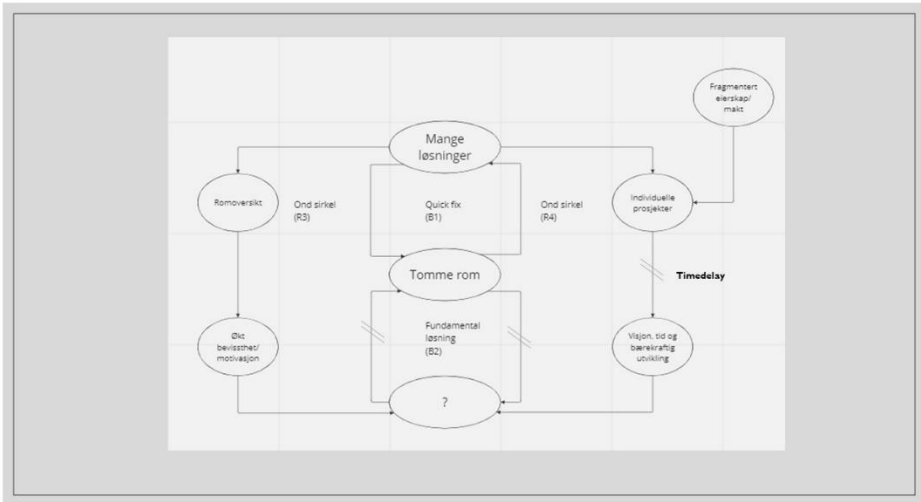 Fragmentert
eierskap/
makt
Mange
løsninger
Romoversikt
Ond sirkel
(R3)
Quick fix
(B1)
Ond sirkel
(R4)
Individuelle
prosjekter
Tomme rom
Timedelay
Økt
bevissthet/
motivasjon
Fundamental
løsning
(B2)
Visjon, tid og
bærekraftig
utvikling
?